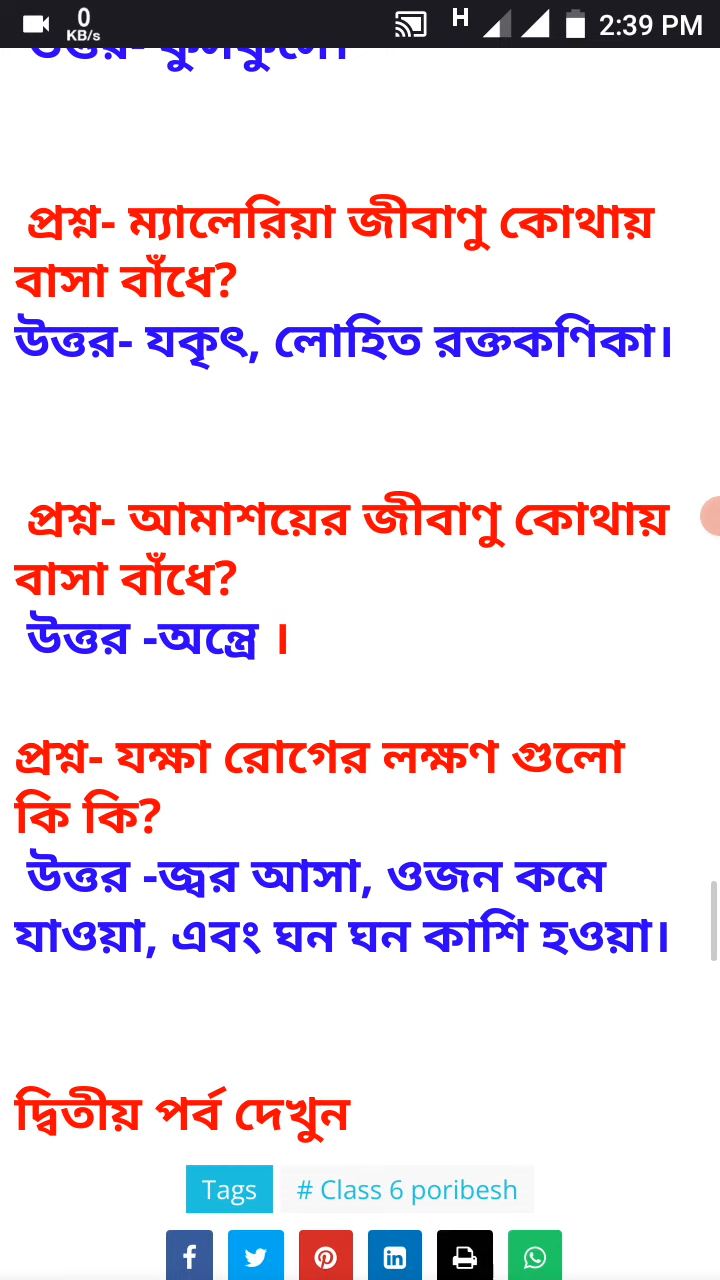 0
KB/s
H
2:39 PM
প্রশ্ন- ম্যালেরিয়া জীবাণু কোথায়
বাসা বাঁধে?
উত্তর- যকৃৎ, লোহিত রক্তকণিকা।
প্রশ্ন- আমাশয়ের জীবাণু কোথায়
বাসা বাঁধে?
উত্তর -অন্ত্রে ।
প্রশ্ন- যক্ষা রোগের লক্ষণ গুলো
কি কি?
উত্তর -জ্বর আসা, ওজন কমে
যাওয়া, এবং ঘন ঘন কাশি হওয়া।
দ্বিতীয় পর্ব দেখুন
Tags # Class 6 poribesh